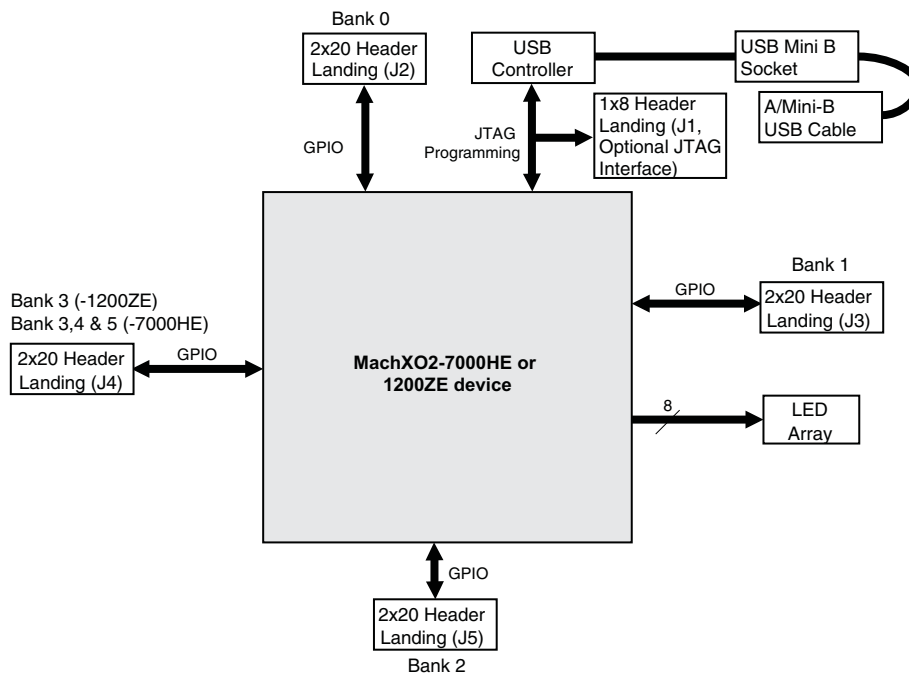 Bank 0
2x20 Header
Landing (J2)
USB
Controller
USB Mini B
Socket
A/Mini-B
USB Cable
1x8 Header
Landing (J1,
Optional JTAG
Interface)
JTAG
Programming
GPIO
Bank 1
GPIO
2x20 Header
Landing (J3)
Bank 3 (-1200ZE)
Bank 3,4 & 5 (-7000HE)
2x20 Header
Landing (J4)
GPIO
MachXO2-7000HE or
1200ZE device
8
LED
Array
GPIO
2x20 Header
Landing (J5)
Bank 2